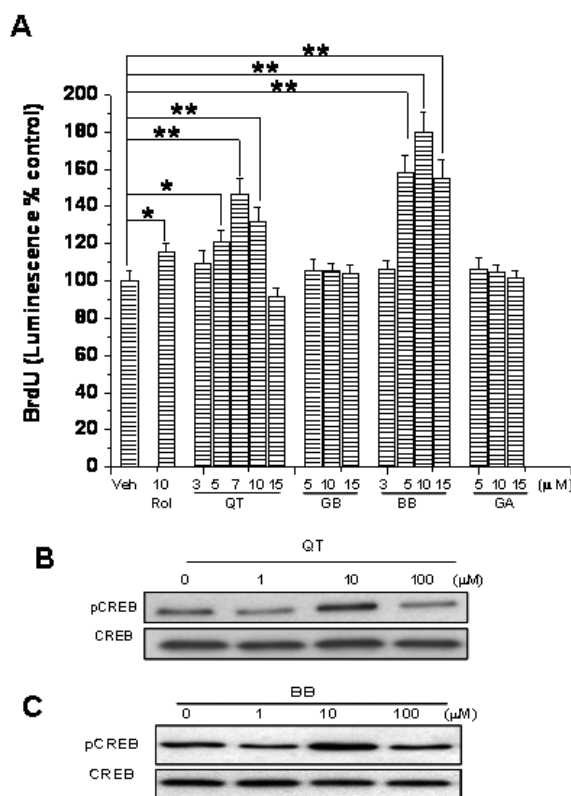 A
**
**
**
**
**
*
*
BrdU (Luminescence % control)
200
180
160
140
120
100
80
60
40
20
0
Veh 10 3 5 7 10 15 5 10 15 3 5 10 15 5 10 15 (μM)
Rol QT GB BB GA
B
QT
0 1 10 100 (μM)
pCREB
CREB
C
BB
0 1 10 100 (μM)
pCREB
CREB